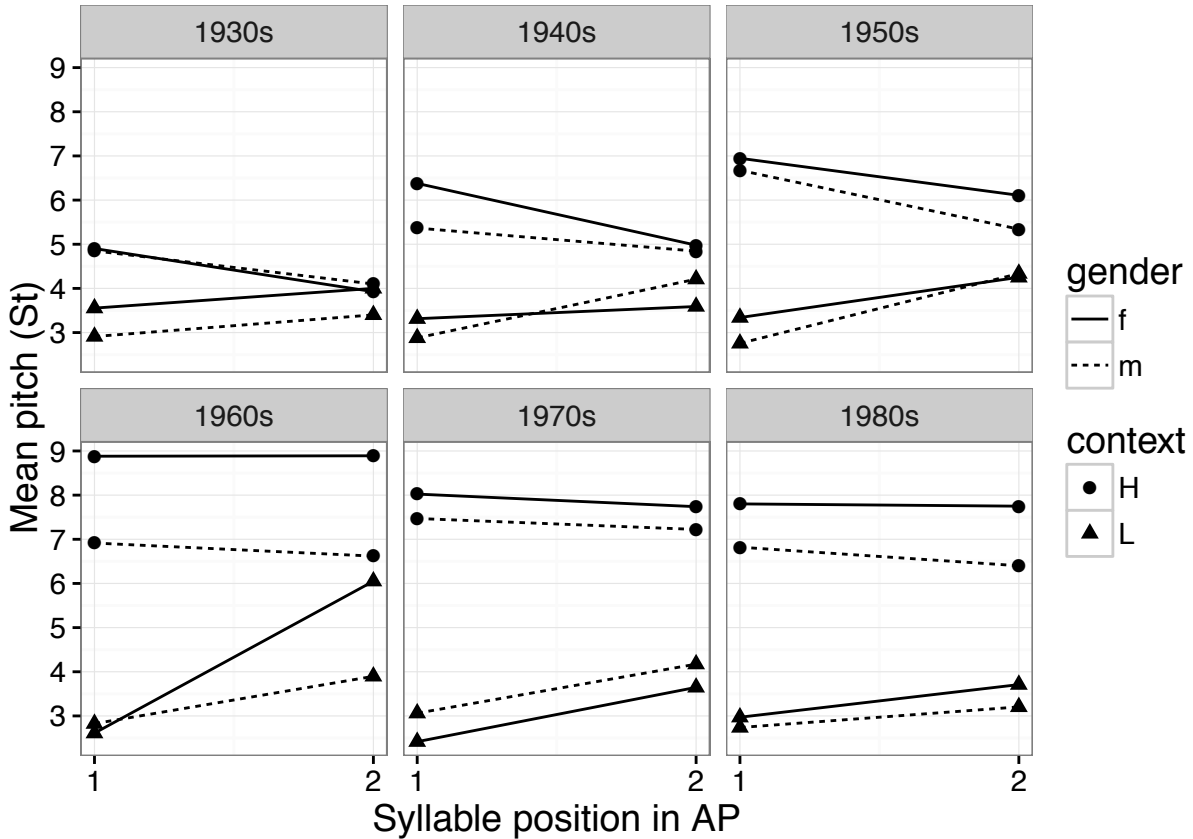 1930s 1940s 1950s
9
8
7
6
5
4
3
1960s 1970s 1980s
9
8
7
6
5
4
3
1 2 1 2 1 2
Mean pitch (St)
Syllable position in AP
gender
f
m
context
H
L